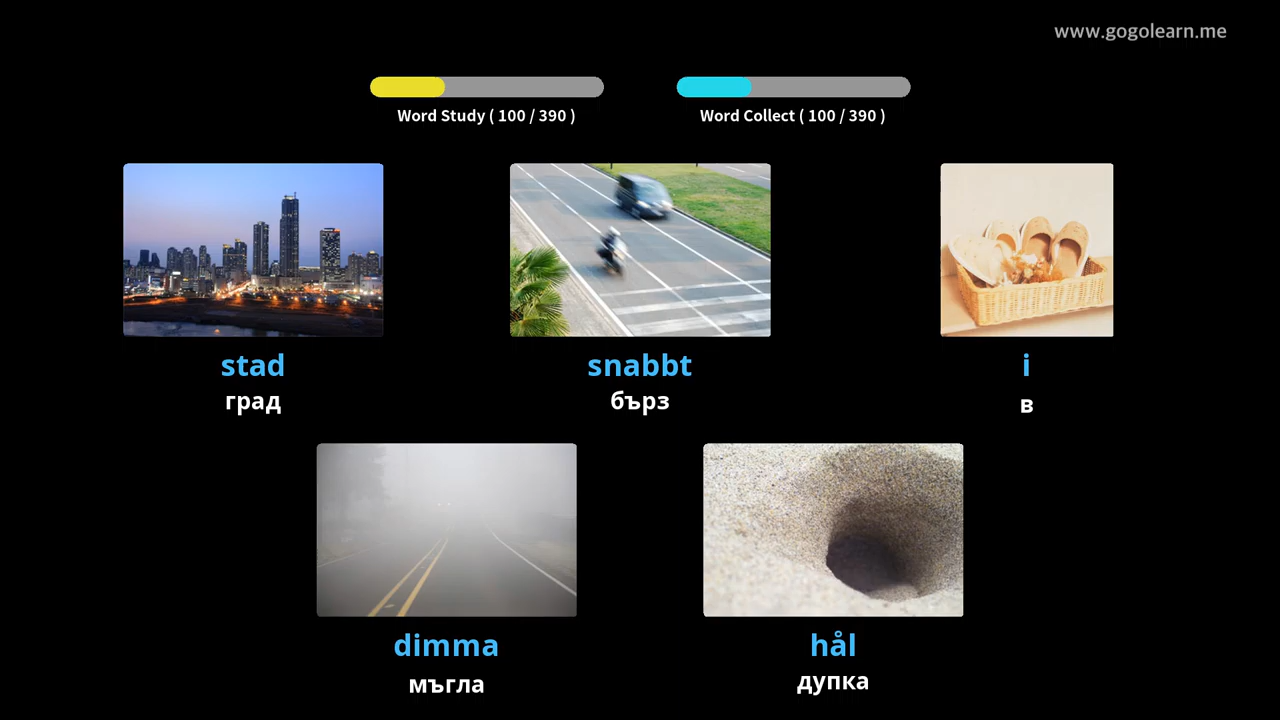 www.gogolearn.me
Word Study ( 100 / 390 )
Word Collect ( 100 / 390 )
stad
град
snabbt
бърз
i
в
dimma
мъгла
hål
дупка